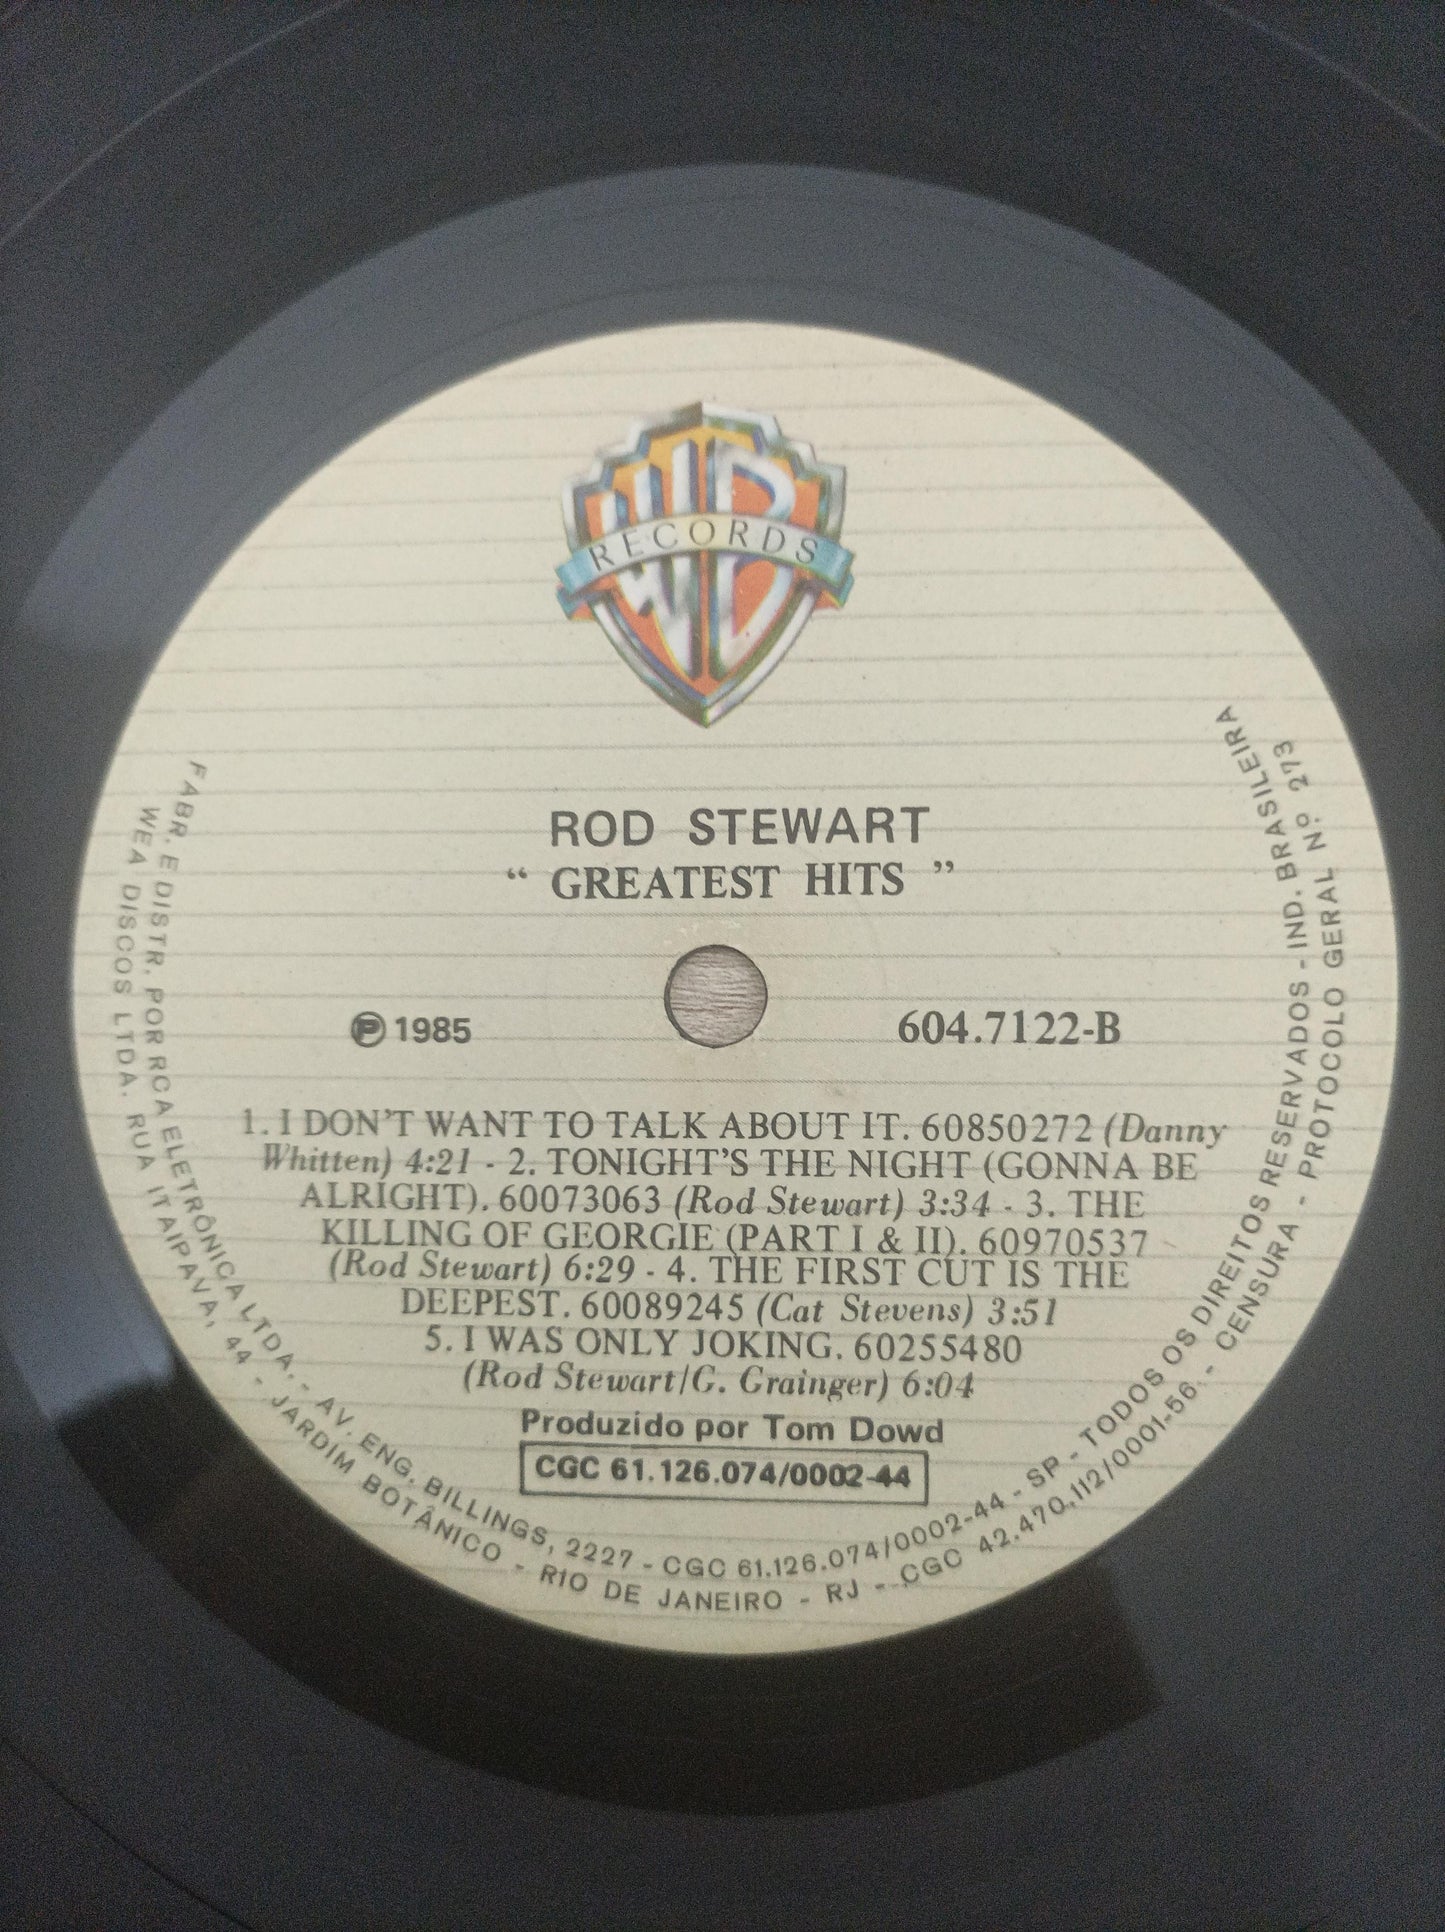 WB
RECORDS
ROD STEWART
“ GREATEST HITS ”
Ⓟ 1985
604.7122-B
1. I DON'T WANT TO TALK ABOUT IT. 60850272 (Danny
Whitten) 4:21 - 2. TONIGHT'S THE NIGHT (GONNA BE
ALRIGHT). 60073063 (Rod Stewart) 3:34 - 3. THE
KILLING OF GEORGIE (PART I & II). 60970537
(Rod Stewart) 6:29 - 4. THE FIRST CUT IS THE
DEEPEST. 60089245 (Cat Stevens) 3:51
5. I WAS ONLY JOKING. 60255480
(Rod Stewart/G. Grainger) 6:04
Produzido por Tom Dowd
CGC 61.126.074/0002-44
FABR. E DISTR. POR RCA ELETRÔNICA LTDA. - AV. ENG. BILLINGS, 2227 - CGC 61.126.074/0002-44 - SP - TODOS OS DIREITOS RESERVADOS - IND. BRASILEIRA
WEA DISCOS LTDA. RUA ITAIPAVA, 44 - JARDIM BOTÂNICO - RIO DE JANEIRO - RJ - CGC 42.470.112/0001-56. - CENSURA - PROTOCOLO GERAL Nº 273